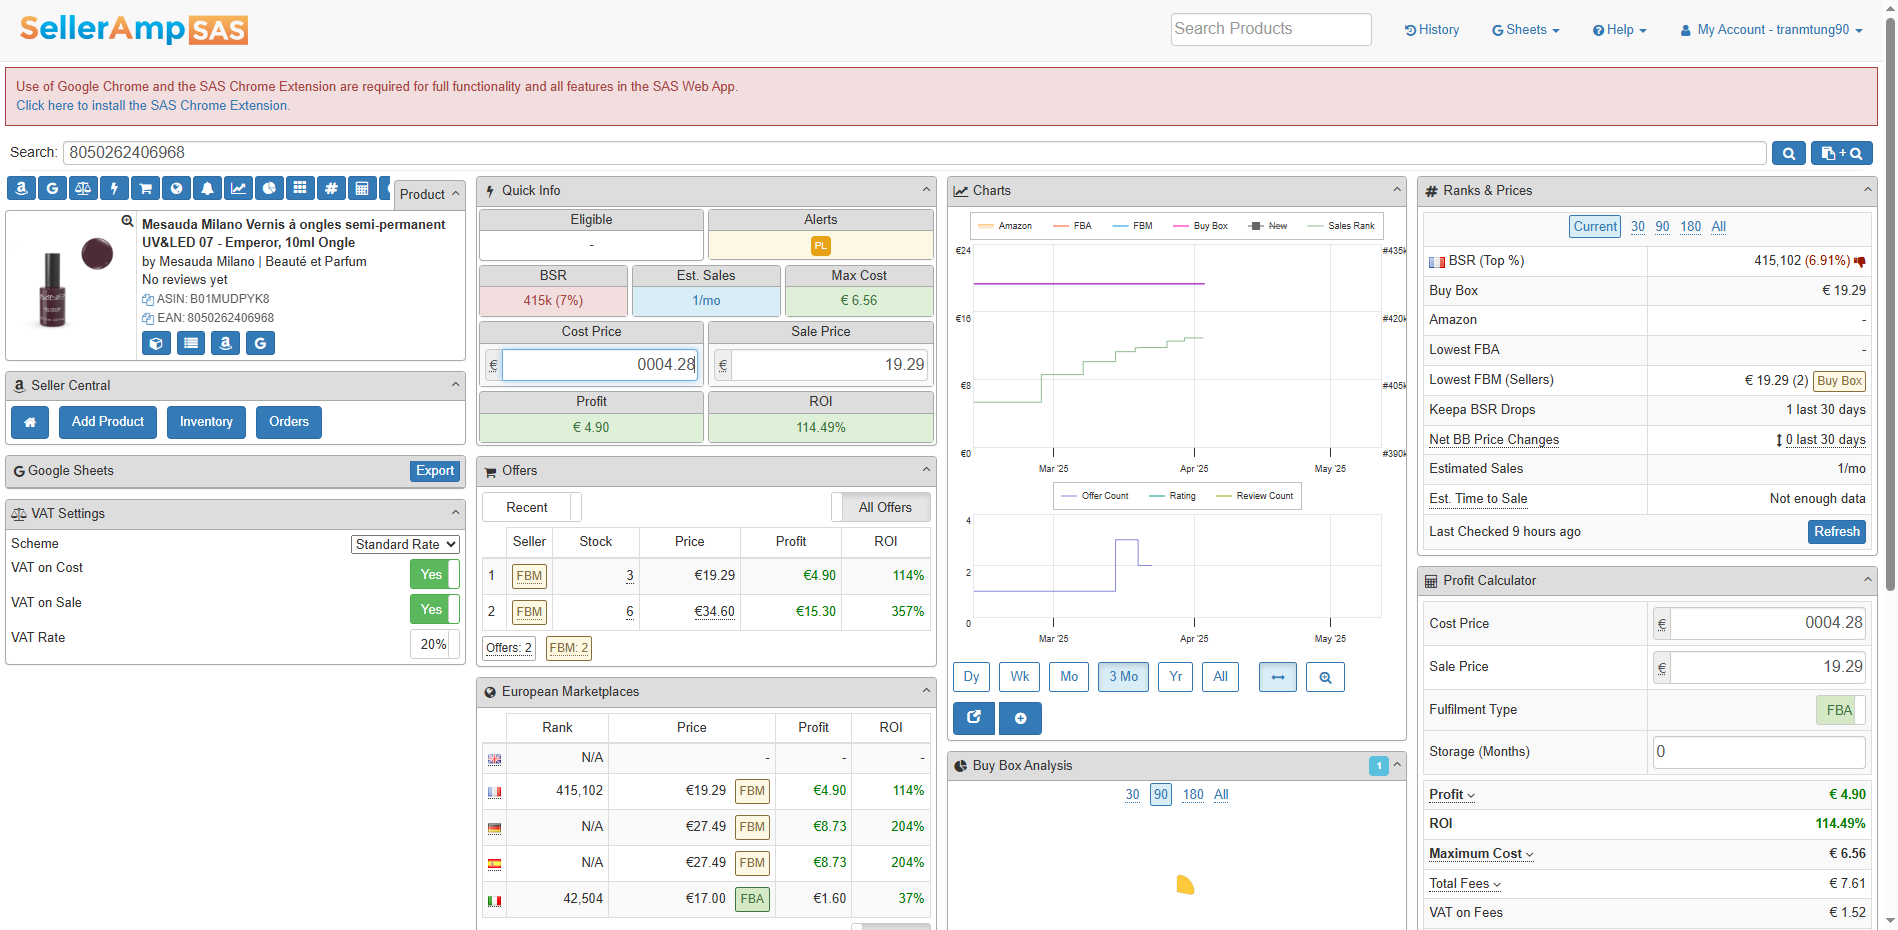 SellerAmp SAS
Search Products
History
Sheets
Help
My Account - tranmtung90
Use of Google Chrome and the SAS Chrome Extension are required for full functionality and all features in the SAS Web App.
Click here to install the SAS Chrome Extension.
Search: 8050262406968
+
Product
Mesauda Milano Vernis à ongles semi-permanent
UV&LED 07 - Emperor, 10ml Ongle
by Mesauda Milano | Beauté et Parfum
No reviews yet
ASIN: B01MUDPYK8
EAN: 8050262406968
Seller Central
Add Product Inventory Orders
Google Sheets Export
VAT Settings
Scheme Standard Rate
VAT on Cost Yes
VAT on Sale Yes
VAT Rate 20%
Quick Info
Eligible Alerts
- PL
BSR Est. Sales Max Cost
415k (7%) 1/mo € 6.56
Cost Price Sale Price
€ 0004.28 € 19.29
Profit ROI
€ 4.90 114.49%
Offers
Recent All Offers
Seller Stock Price Profit ROI
1 FBM 3 €19.29 €4.90 114%
2 FBM 6 €34.60 €15.30 357%
Offers: 2 FBM: 2
European Marketplaces
Rank Price Profit ROI
N/A - - -
415,102 €19.29 FBM €4.90 114%
N/A €27.49 FBM €8.73 204%
N/A €27.49 FBM €8.73 204%
42,504 €17.00 FBA €1.60 37%
Charts
Amazon FBA FBM Buy Box New Sales Rank
€24 #435k
€16 #420k
€8 #405k
€0 #390k
Mar '25 Apr '25 May '25
Offer Count Rating Review Count
4
2
0
Mar '25 Apr '25 May '25
Dy Wk Mo 3 Mo Yr All
Buy Box Analysis 1
30 90 180 All
Ranks & Prices
Current 30 90 180 All
BSR (Top %) 415,102 (6.91%)
Buy Box € 19.29
Amazon -
Lowest FBA -
Lowest FBM (Sellers) € 19.29 (2) Buy Box
Keepa BSR Drops 1 last 30 days
Net BB Price Changes 0 last 30 days
Estimated Sales 1/mo
Est. Time to Sale Not enough data
Last Checked 9 hours ago Refresh
Profit Calculator
Cost Price € 0004.28
Sale Price € 19.29
Fulfilment Type FBA
Storage (Months) 0
Profit € 4.90
ROI 114.49%
Maximum Cost € 6.56
Total Fees € 7.61
VAT on Fees € 1.52